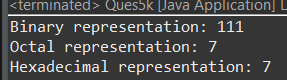 <terminated> Ques5k [Java Application] L
Binary representation: 111
Octal representation: 7
Hexadecimal representation: 7